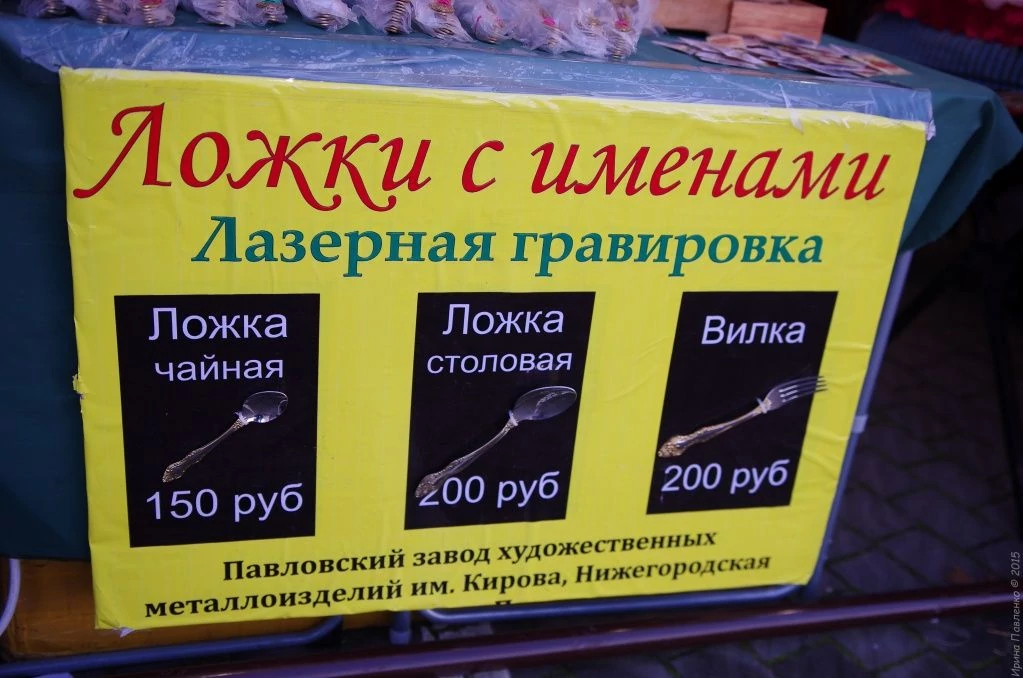 Ложки с именами
Лазерная гравировка
Ложка
чайная
150 руб
Ложка
столовая
200 руб
Вилка
200 руб
Павловский завод художественных
металлоизделий им. Кирова, Нижегородская
Ирина Павленко © 2015